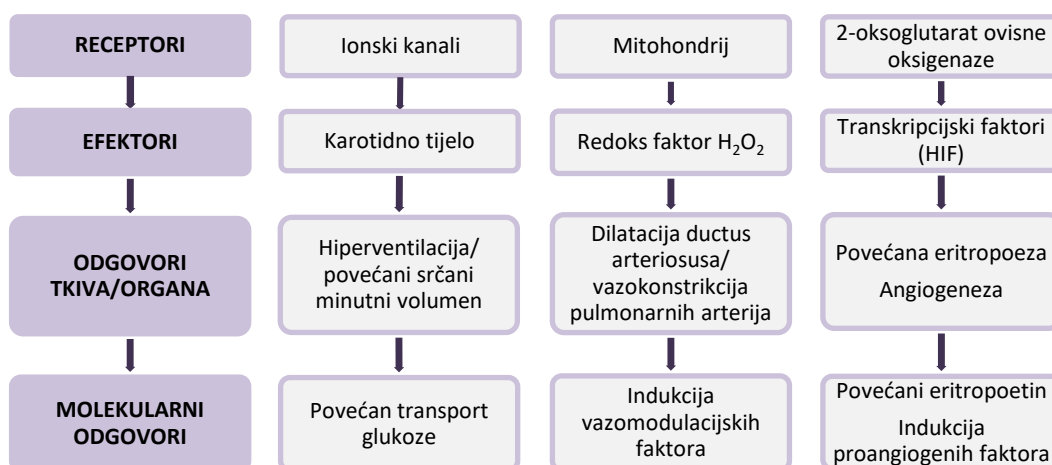 RECEPTORI
Ionski kanali
Mitohondrij
2-oksoglutarat ovisne
oksigenaze
EFEKTORI
Karotidno tijelo
Redoks faktor H₂O₂
Transkripcijski faktori
(HIF)
ODGOVORI
TKIVA/ORGANA
Hiperventilacija/
povećani srčani
minutni volumen
Dilatacija ductus
arteriosusa/
vazokonstrikcija
pulmonarnih arterija
Povećana eritropoeza
Angiogeneza
MOLEKULARNI
ODGOVORI
Povećan transport
glukoze
Indukcija
vazomodulacijskih
faktora
Povećani eritropoetin
Indukcija
proangiogenih faktora